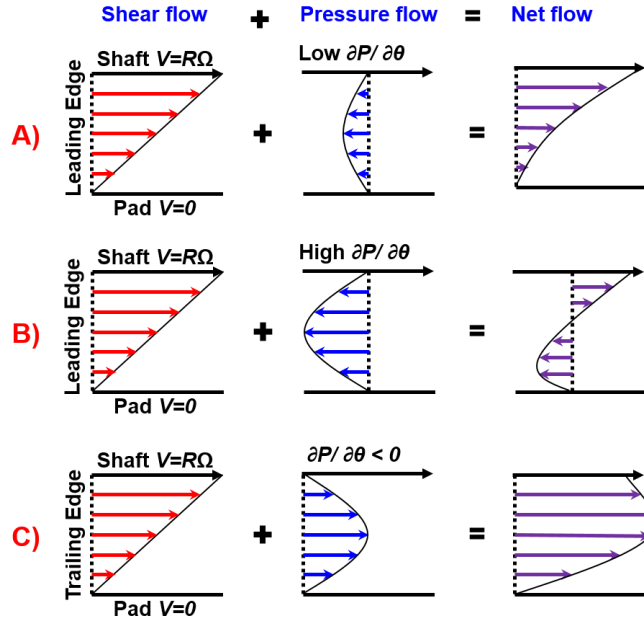 Shear flow + Pressure flow = Net flow
Shaft V=RΩ
Low ∂P/ ∂θ
A)
Leading Edge
+
=
Pad V=0
Shaft V=RΩ
High ∂P/ ∂θ
B)
Leading Edge
+
=
Pad V=0
Shaft V=RΩ
∂P/ ∂θ < 0
C)
Trailing Edge
+
=
Pad V=0